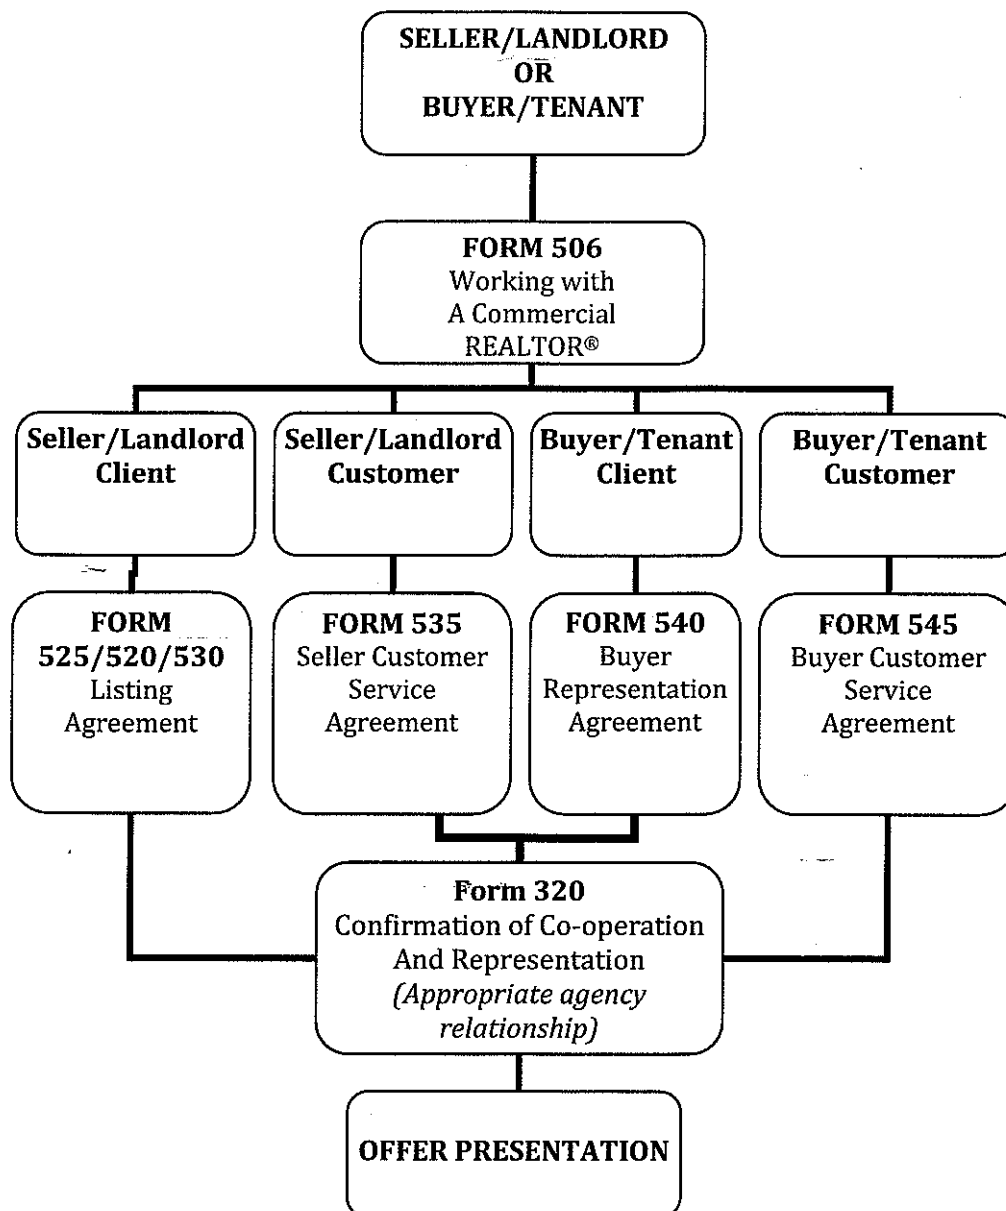 SELLER/LANDLORD
OR
BUYER/TENANT
FORM 506
Working with
A Commercial
REALTOR®
Seller/Landlord
Client
Seller/Landlord
Customer
Buyer/Tenant
Client
Buyer/Tenant
Customer
FORM
525/520/530
Listing
Agreement
FORM 535
Seller Customer
Service
Agreement
FORM 540
Buyer
Representation
Agreement
FORM 545
Buyer Customer
Service
Agreement
Form 320
Confirmation of Co-operation
And Representation
(Appropriate agency
relationship)
OFFER PRESENTATION